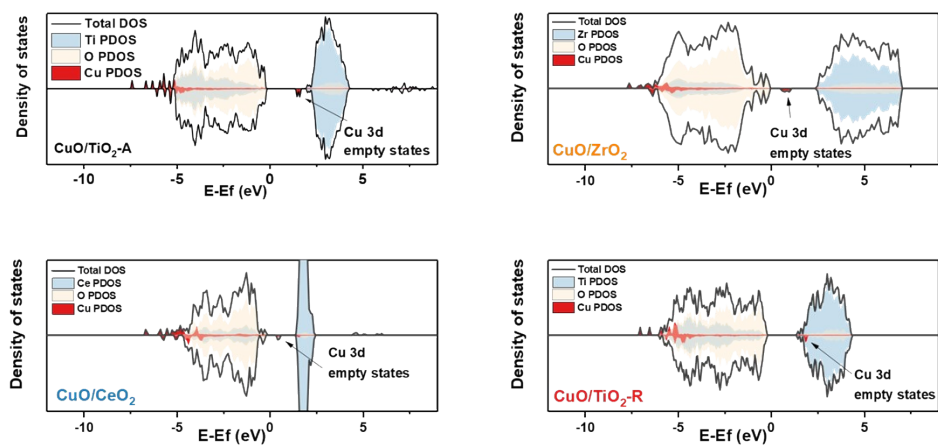 Density of states
Total DOS
Ti PDOS
O PDOS
Cu PDOS
Cu 3d
empty states
CuO/TiO₂-A
-10 -5 0 5
E-Ef (eV)
Density of states
Total DOS
Zr PDOS
O PDOS
Cu PDOS
Cu 3d
empty states
CuO/ZrO₂
-10 -5 0 5
E-Ef (eV)
Density of states
Total DOS
Ce PDOS
O PDOS
Cu PDOS
Cu 3d
empty states
CuO/CeO₂
-10 -5 0 5
E-Ef (eV)
Density of states
Total DOS
Ti PDOS
O PDOS
Cu PDOS
Cu 3d
empty states
CuO/TiO₂-R
-10 -5 0 5
E-Ef (eV)